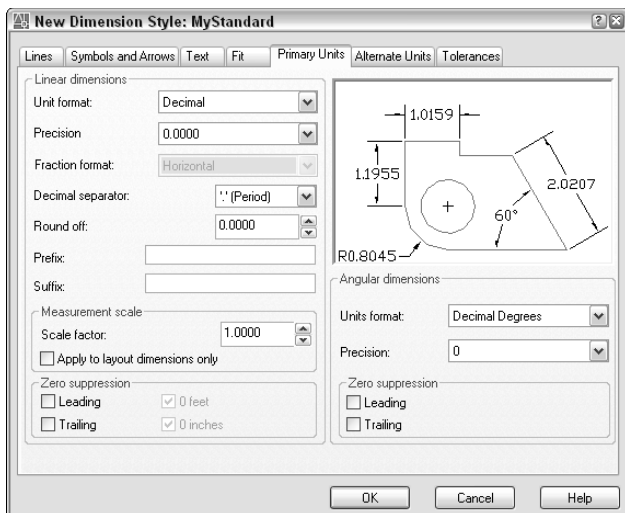 New Dimension Style: MyStandard
Lines Symbols and Arrows Text Fit Primary Units Alternate Units Tolerances
Linear dimensions
Unit format: Decimal
Precision 0.0000
Fraction format: Horizontal
Decimal separator: '.' (Period)
Round off: 0.0000
Prefix:
Suffix:
Measurement scale
Scale factor: 1.0000
Apply to layout dimensions only
Zero suppression
Leading 0 feet
Trailing 0 inches
1.0159
1.1955
2.0207
60°
R0.8045
Angular dimensions
Units format: Decimal Degrees
Precision: 0
Zero suppression
Leading
Trailing
OK Cancel Help